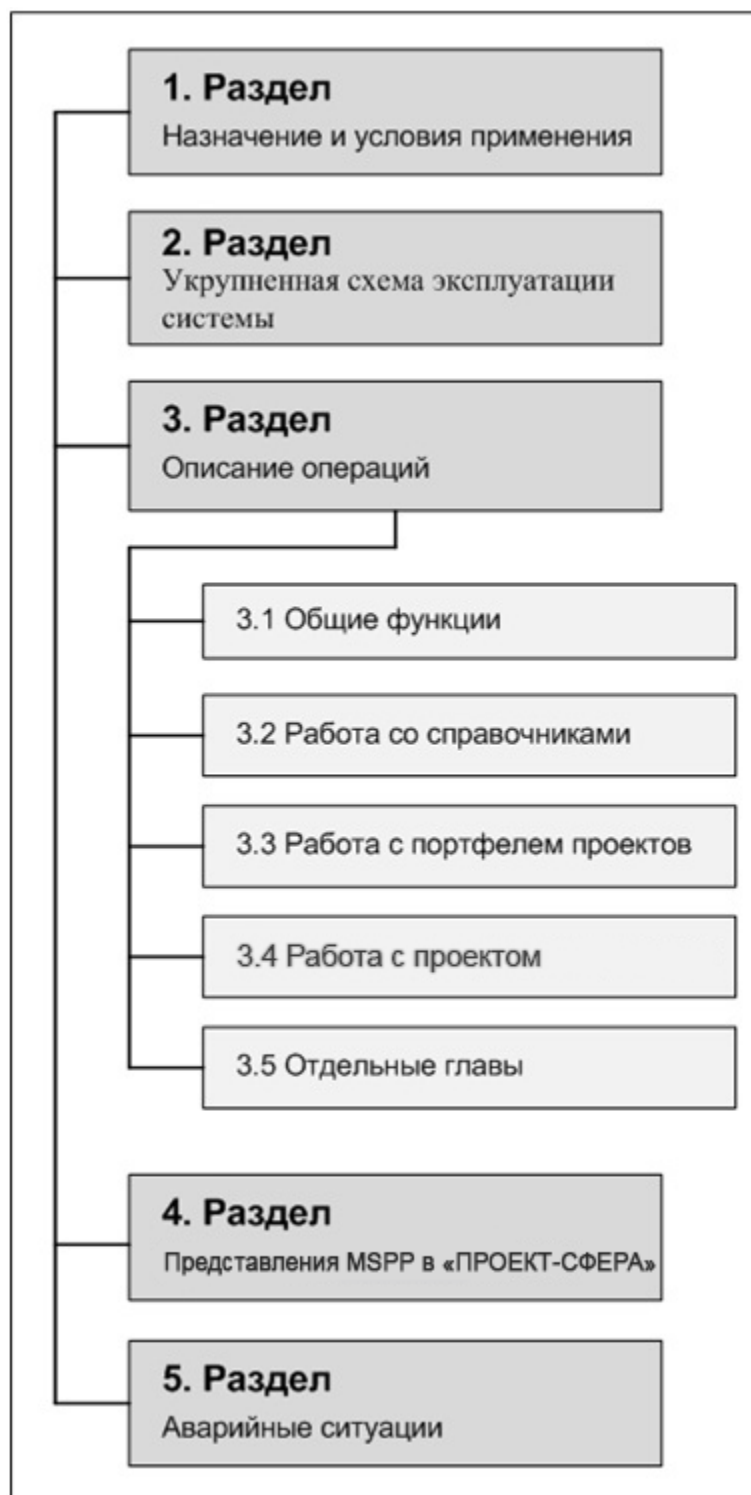 1. Раздел
Назначение и условия применения
2. Раздел
Укрупненная схема эксплуатации
системы
3. Раздел
Описание операций
3.1 Общие функции
3.2 Работа со справочниками
3.3 Работа с портфелем проектов
3.4 Работа с проектом
3.5 Отдельные главы
4. Раздел
Представления MSPP в «ПРОЕКТ-СФЕРА»
5. Раздел
Аварийные ситуации